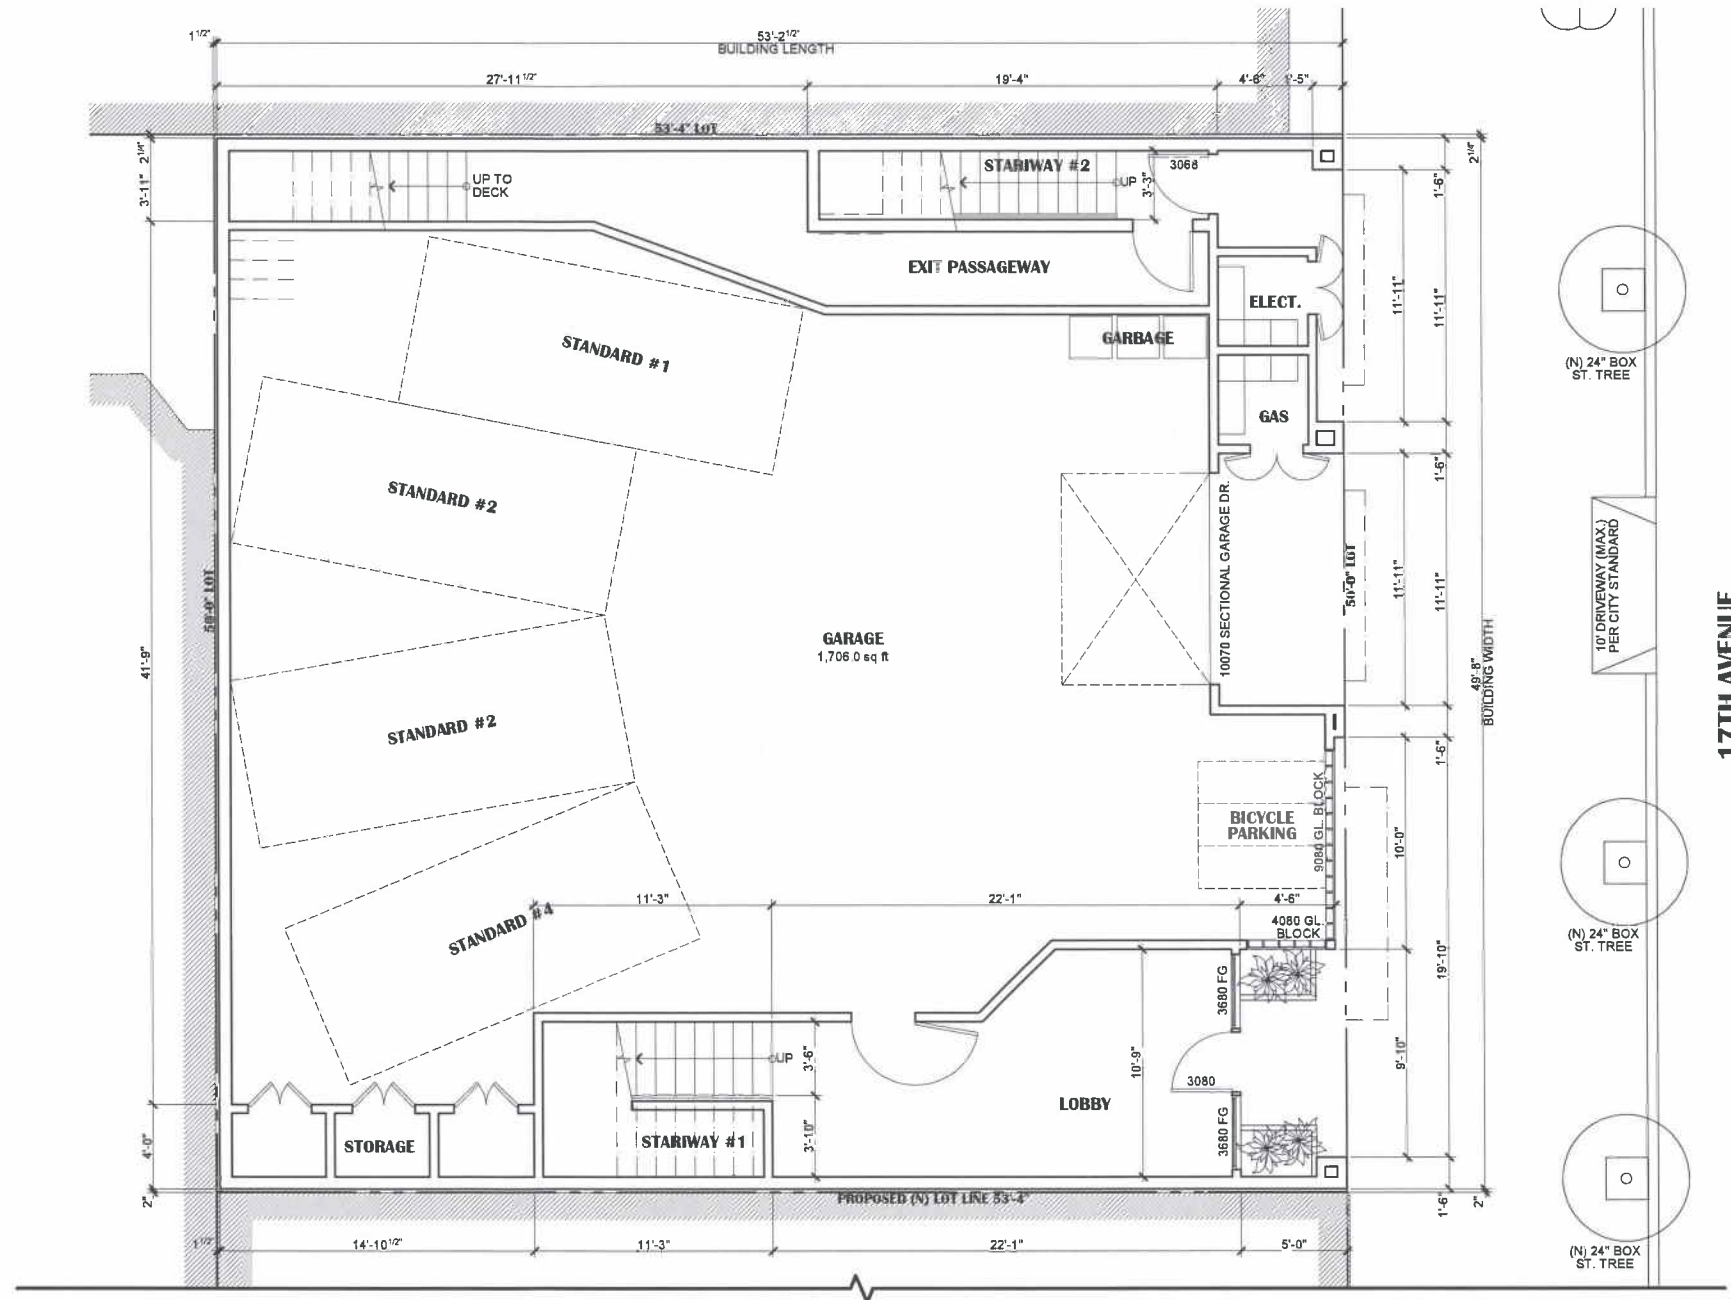 1 1/2"
53'-2 1/2"
BUILDING LENGTH
27'-11 1/2"
19'-4"
4'-6"
1'-5"
53'-4" LOT
2 1/4"
3'-11"
UP TO
DECK
STARIWAY #2
UP
3'-3"
3068
2 1/4"
1'-6"
EXIT PASSAGEWAY
ELECT.
11'-11"
11'-11"
GARBAGE
STANDARD #1
(N) 24" BOX
ST. TREE
GAS
1'-6"
STANDARD #2
10070 SECTIONAL GARAGE DR.
50'-0" LOT
11'-11"
11'-11"
10' DRIVEWAY (MAX.)
PER CITY STANDARD
50'-0" LOT
41'-9"
GARAGE
1,706.0 sq ft
49'-8"
BUILDING WIDTH
17TH AVENUE
STANDARD #2
1'-6"
BICYCLE
PARKING
9080 GL. BLOCK
10'-0"
11'-3"
22'-1"
4'-6"
STANDARD #4
4080 GL.
BLOCK
(N) 24" BOX
ST. TREE
19'-10"
3680 FG
UP
3'-6"
10'-9"
3080
9'-10"
LOBBY
STORAGE
STARIWAY #1
3'-10"
3680 FG
4'-0"
2"
PROPOSED (N) LOT LINE 53'-4"
1'-6"
2"
1 1/2"
14'-10 1/2"
11'-3"
22'-1"
5'-0"
(N) 24" BOX
ST. TREE